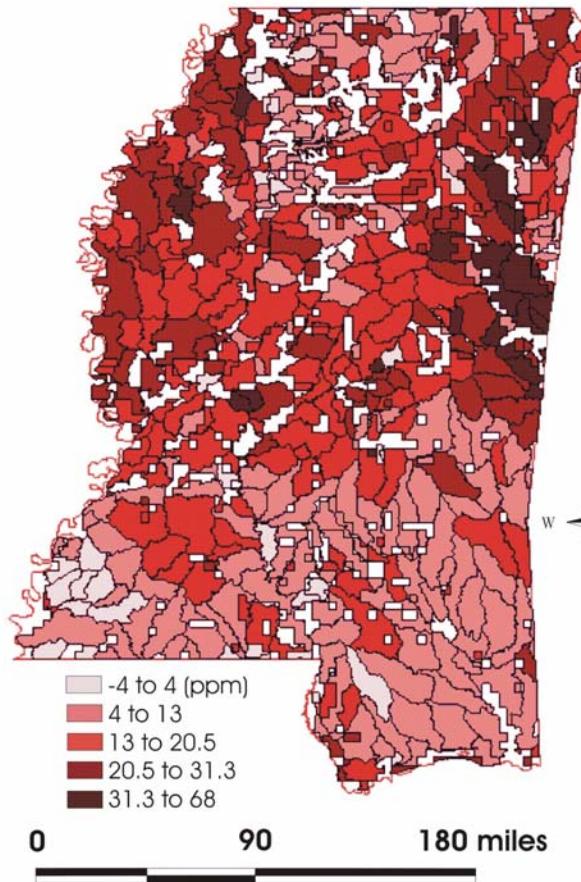 W
-4 to 4 (ppm)
4 to 13
13 to 20.5
20.5 to 31.3
31.3 to 68
0 90 180 miles